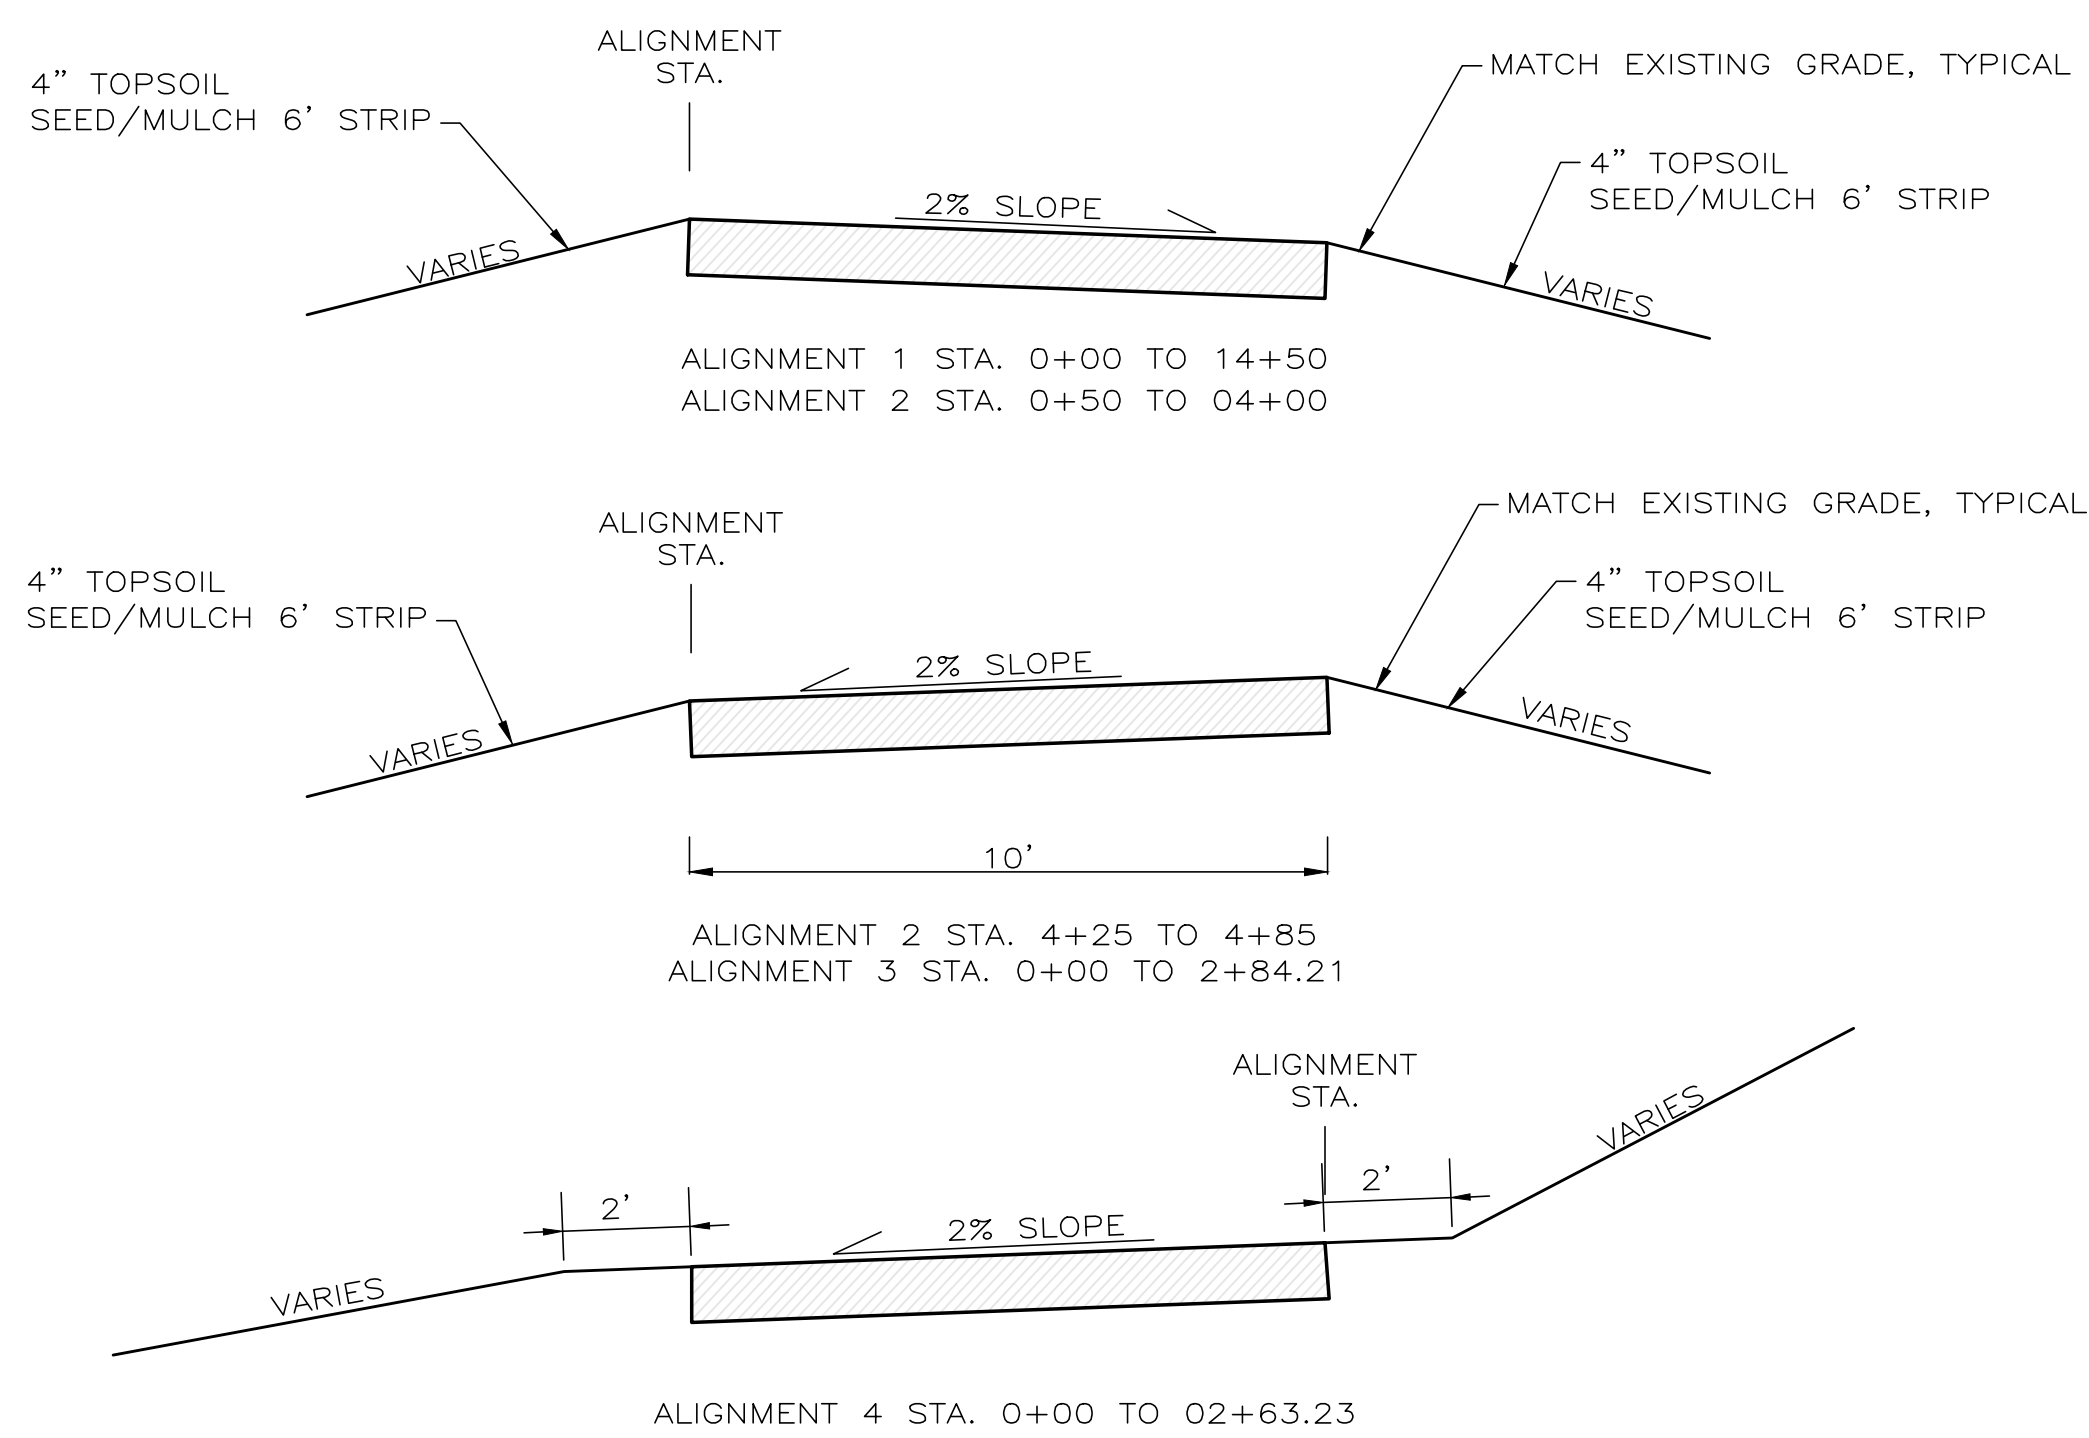 ALIGNMENT
STA.
4” TOPSOIL
SEED/MULCH 6’ STRIP
MATCH EXISTING GRADE, TYPICAL
4” TOPSOIL
SEED/MULCH 6’ STRIP
2% SLOPE
VARIES
VARIES
ALIGNMENT 1 STA. 0+00 TO 14+50
ALIGNMENT 2 STA. 0+50 TO 04+00
MATCH EXISTING GRADE, TYPICAL
ALIGNMENT
STA.
4” TOPSOIL
SEED/MULCH 6’ STRIP
4” TOPSOIL
SEED/MULCH 6’ STRIP
2% SLOPE
VARIES
VARIES
10’
ALIGNMENT 2 STA. 4+25 TO 4+85
ALIGNMENT 3 STA. 0+00 TO 2+84.21
ALIGNMENT
STA.
VARIES
2’
2’
2% SLOPE
VARIES
ALIGNMENT 4 STA. 0+00 TO 02+63.23